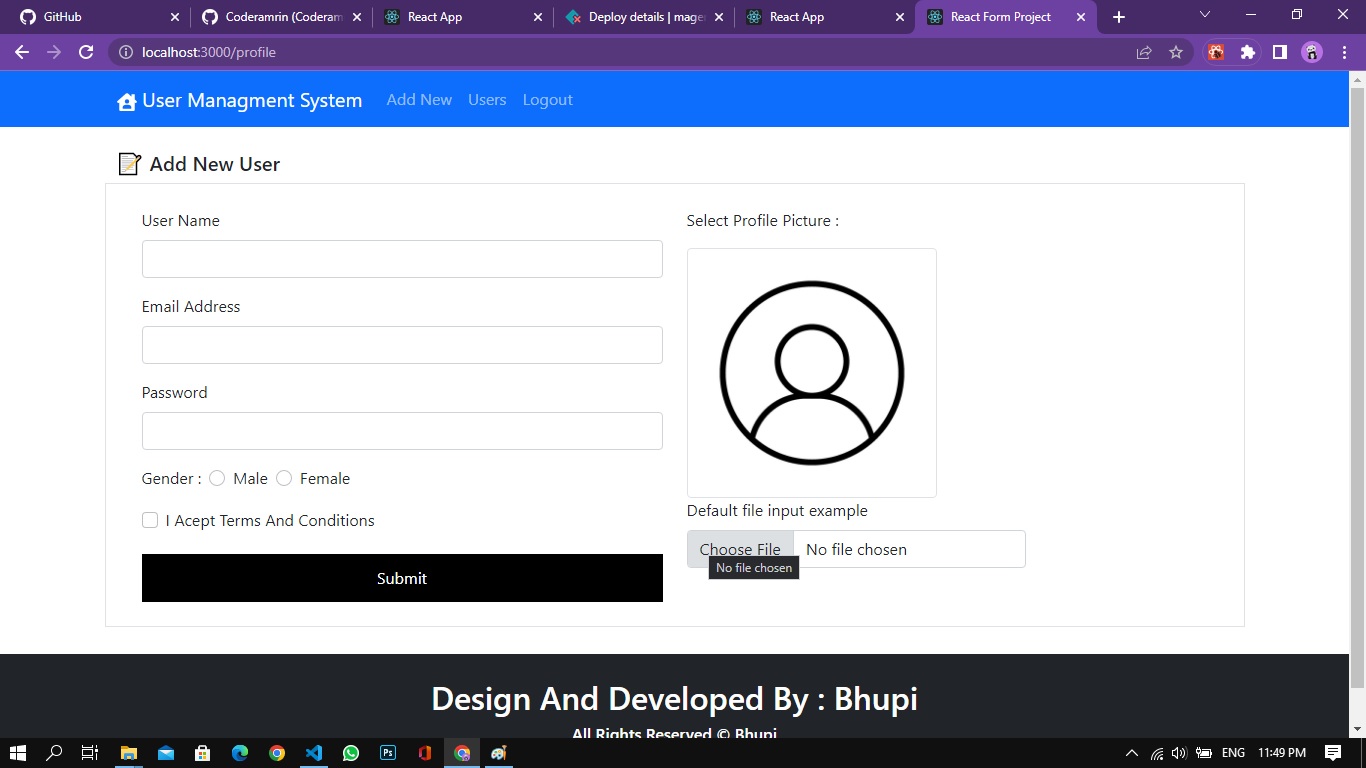 GitHub
Coderamrin (Coderam
React App
Deploy details | mage
React App
React Form Project
localhost:3000/profile
User Managment System
Add New
Users
Logout
Add New User
User Name
Email Address
Password
Gender :
Male
Female
I Acept Terms And Conditions
Submit
Select Profile Picture :
Default file input example
Choose File
No file chosen
No file chosen
Design And Developed By : Bhupi
All Rights Reserved © Bhupi
Ps
ENG
11:49 PM